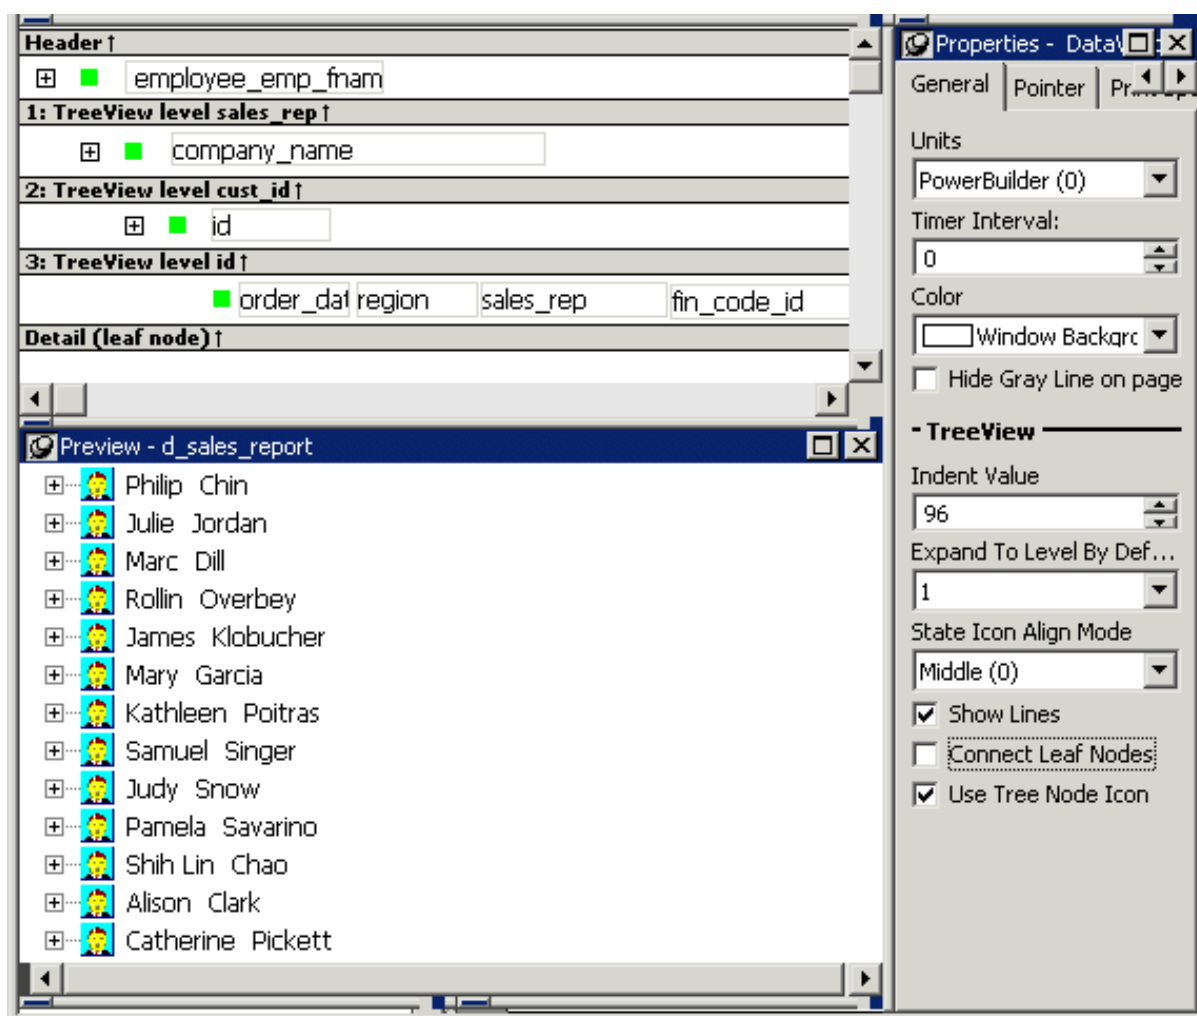 Header ↑
employee_emp_fnam
1: TreeView level sales_rep ↑
company_name
2: TreeView level cust_id ↑
id
3: TreeView level id ↑
order_dat region sales_rep fin_code_id
Detail (leaf node) ↑
Preview - d_sales_report
Philip Chin
Julie Jordan
Marc Dill
Rollin Overbey
James Klobucher
Mary Garcia
Kathleen Poitras
Samuel Singer
Judy Snow
Pamela Savarino
Shih Lin Chao
Alison Clark
Catherine Pickett
Properties - Data
General Pointer
Units
PowerBuilder (0)
Timer Interval:
0
Color
Window Backgrc
Hide Gray Line on page
- TreeView
Indent Value
96
Expand To Level By Def...
1
State Icon Align Mode
Middle (0)
Show Lines
Connect Leaf Nodes
Use Tree Node Icon